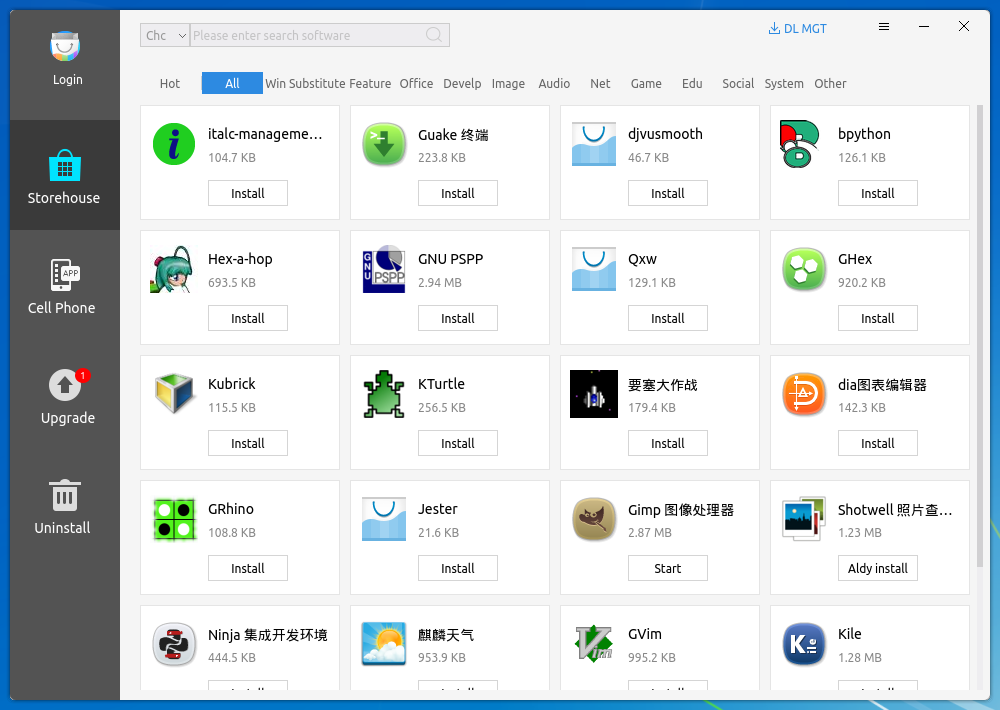 Chc
Please enter search software
DL MGT
Login
Hot All Win Substitute Feature Office Develp Image Audio Net Game Edu Social System Other
italc-manageme...
104.7 KB
Install
Guake 终端
223.8 KB
Install
djvusmooth
46.7 KB
Install
bpython
126.1 KB
Install
Storehouse
Hex-a-hop
693.5 KB
Install
GNU PSPP
GNU PSPP
2.94 MB
Install
Qxw
129.1 KB
Install
GHex
920.2 KB
Install
APP
Cell Phone
Kubrick
115.5 KB
Install
KTurtle
256.5 KB
Install
要塞大作战
179.4 KB
Install
dia图表编辑器
142.3 KB
Install
1
Upgrade
GRhino
108.8 KB
Install
Jester
21.6 KB
Install
Gimp 图像处理器
2.87 MB
Start
Shotwell 照片查...
1.23 MB
Aldy install
Uninstall
Ninja 集成开发环境
444.5 KB
麒麟天气
953.9 KB
Vim
GVim
995.2 KB
Kile
Kile
1.28 MB